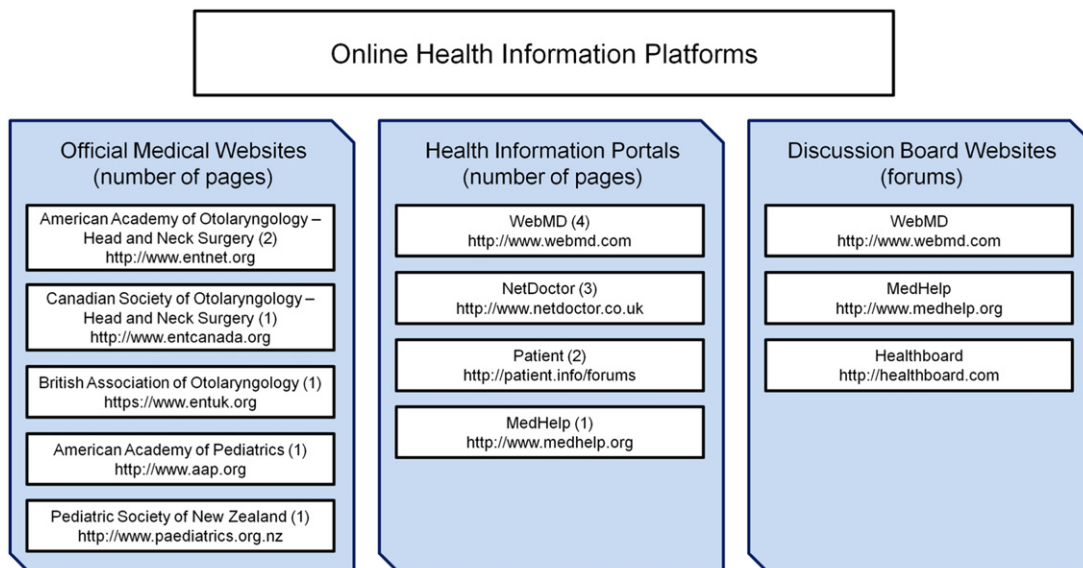 Online Health Information Platforms
Official Medical Websites
(number of pages)
American Academy of Otolaryngology –
Head and Neck Surgery (2)
http://www.entnet.org
Canadian Society of Otolaryngology –
Head and Neck Surgery (1)
http://www.entcanada.org
British Association of Otolaryngology (1)
https://www.entuk.org
American Academy of Pediatrics (1)
http://www.aap.org
Pediatric Society of New Zealand (1)
http://www.paediatrics.org.nz
Health Information Portals
(number of pages)
WebMD (4)
http://www.webmd.com
NetDoctor (3)
http://www.netdoctor.co.uk
Patient (2)
http://patient.info/forums
MedHelp (1)
http://www.medhelp.org
Discussion Board Websites
(forums)
WebMD
http://www.webmd.com
MedHelp
http://www.medhelp.org
Healthboard
http://healthboard.com